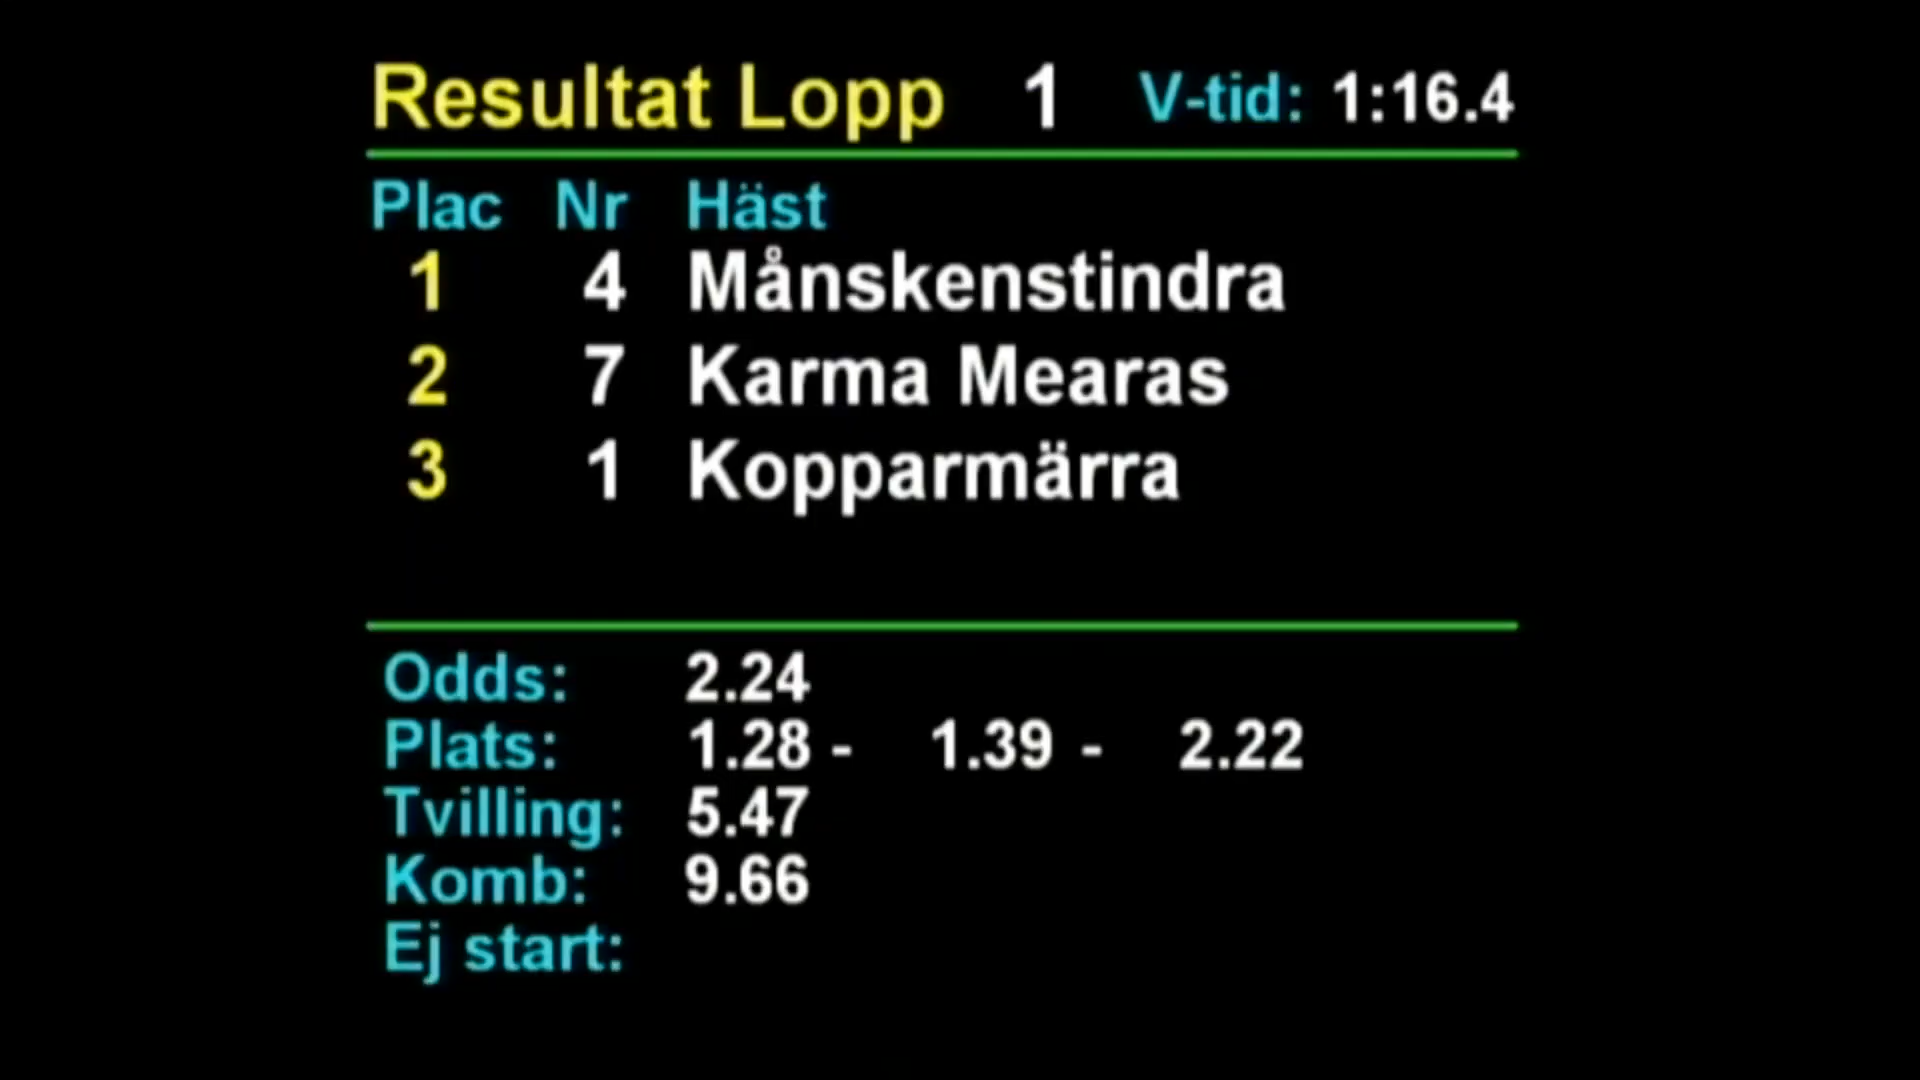 Resultat Lopp 1 V-tid: 1:16.4
Plac Nr Häst
1 4 Månskenstindra
2 7 Karma Mearas
3 1 Kopparmärra
Odds: 2.24
Plats: 1.28 - 1.39 - 2.22
Tvilling: 5.47
Komb: 9.66
Ej start: